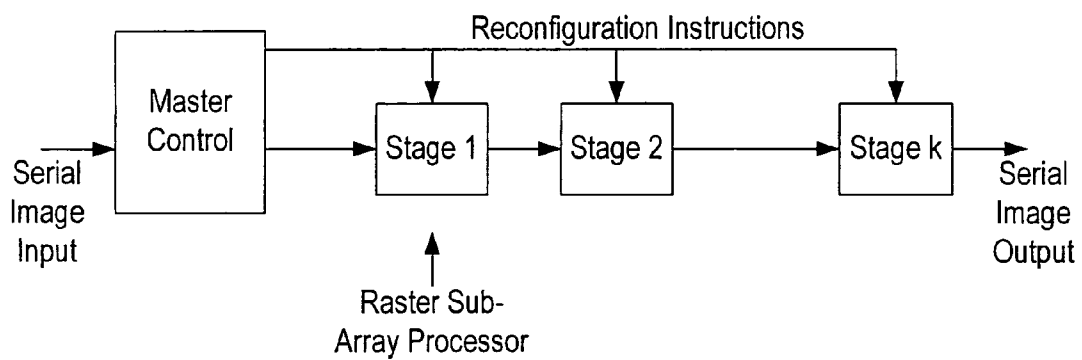 Reconfiguration Instructions
Master
Control
Stage 1
Stage 2
Stage k
Serial
Image
Input
Serial
Image
Output
Raster Sub-
Array Processor